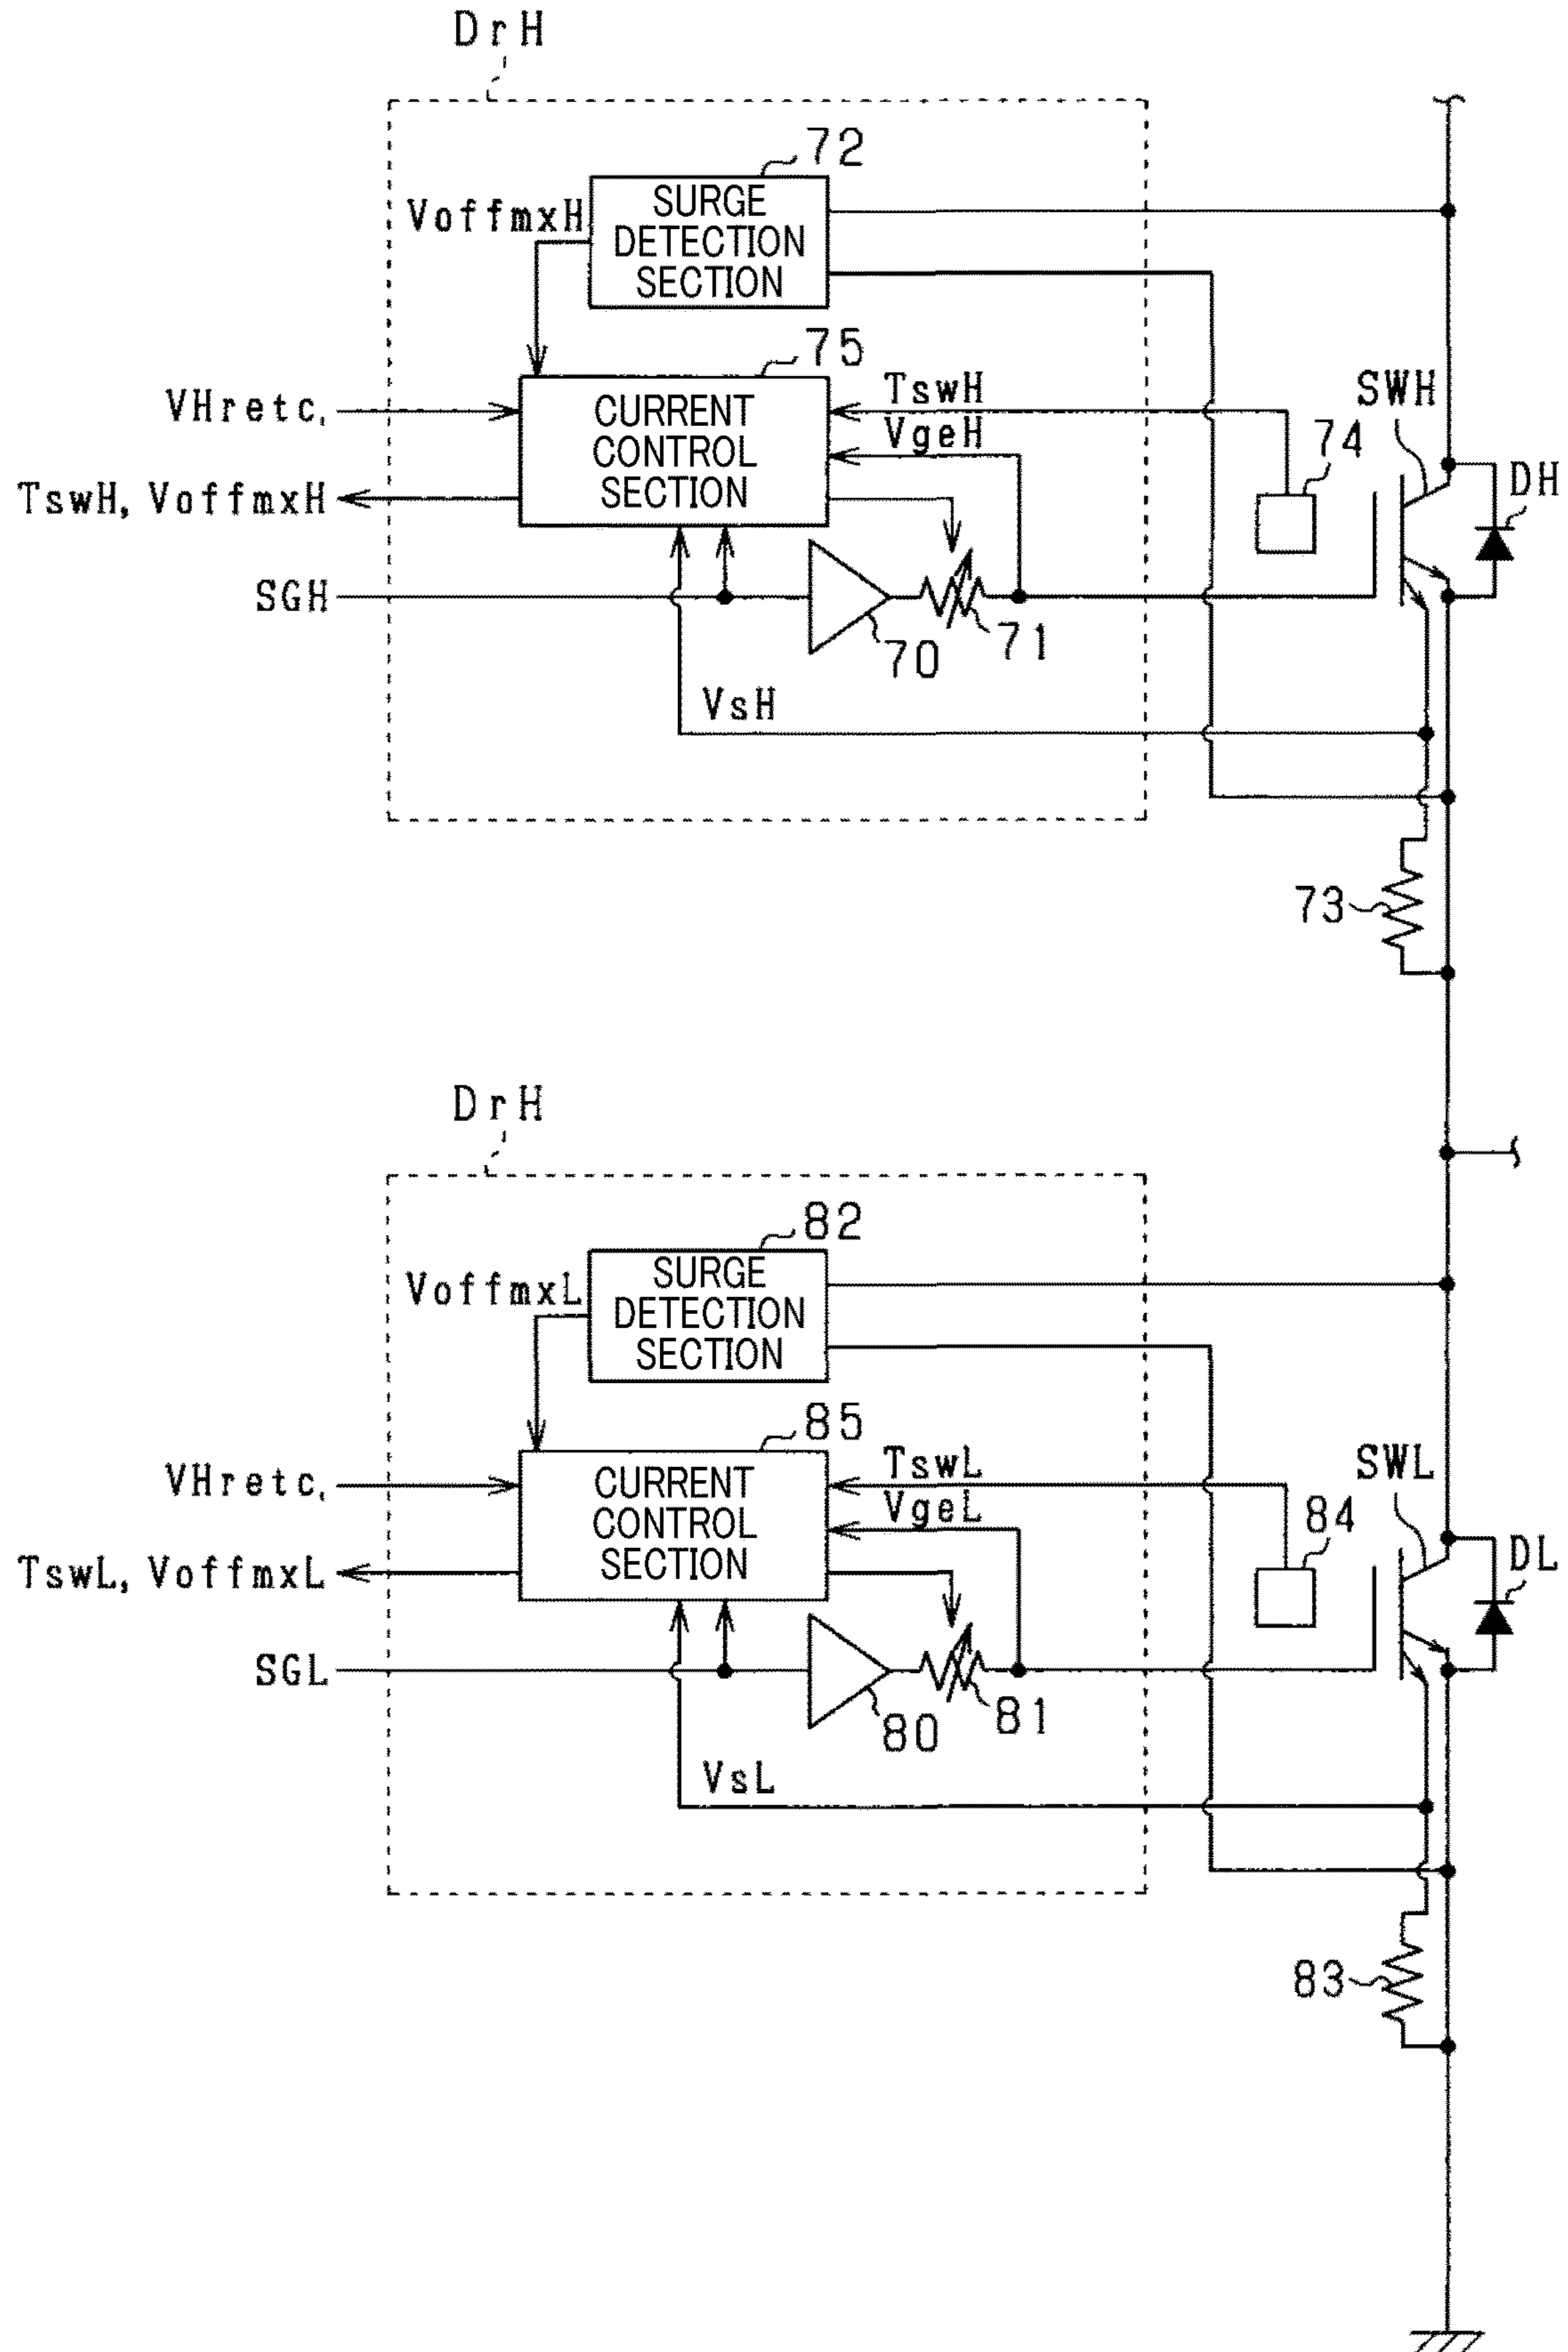 DrH
72
VoffmxH
SURGE
DETECTION
SECTION
75
VHretc,
TswH
SWH
CURRENT
CONTROL
SECTION
VgeH
74
DH
TswH, VoffmxH
SGH
70
71
VsH
73
DrH
82
VoffmxL
SURGE
DETECTION
SECTION
85
VHretc,
TswL
SWL
CURRENT
CONTROL
SECTION
VgeL
84
DL
TswL, VoffmxL
SGL
80
81
VsL
83